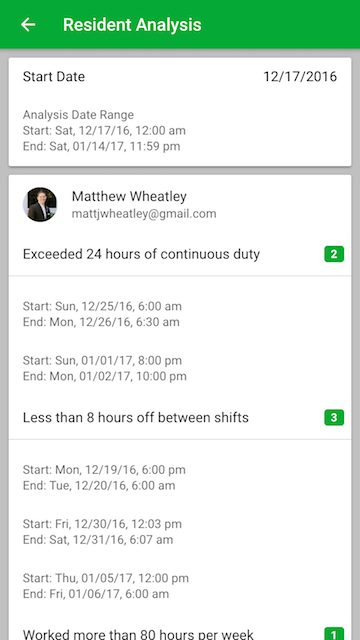 Resident Analysis
Start Date 12/17/2016
Analysis Date Range
Start: Sat, 12/17/16, 12:00 am
End: Sat, 01/14/17, 11:59 pm
Matthew Wheatley
mattjwheatley@gmail.com
Exceeded 24 hours of continuous duty 2
Start: Sun, 12/25/16, 6:00 am
End: Mon, 12/26/16, 6:30 am
Start: Sun, 01/01/17, 8:00 pm
End: Mon, 01/02/17, 10:00 pm
Less than 8 hours off between shifts 3
Start: Mon, 12/19/16, 6:00 pm
End: Tue, 12/20/16, 6:00 am
Start: Fri, 12/30/16, 12:03 pm
End: Sat, 12/31/16, 6:07 am
Start: Thu, 01/05/17, 12:00 pm
End: Fri, 01/06/17, 6:00 am
Worked more than 80 hours per week 1